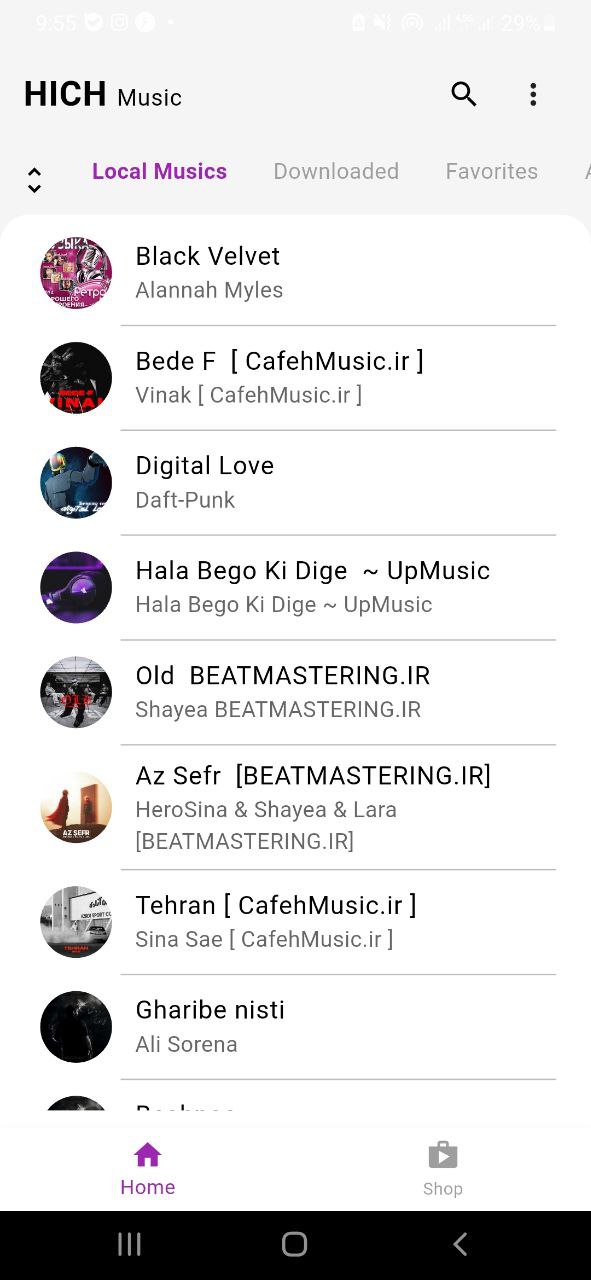 9:55
29%
HICH Music
Local Musics Downloaded Favorites
Black Velvet
Alannah Myles
Bede F [ CafehMusic.ir ]
Vinak [ CafehMusic.ir ]
Digital Love
Daft-Punk
Hala Bego Ki Dige ~ UpMusic
Hala Bego Ki Dige ~ UpMusic
Old BEATMASTERING.IR
Shayea BEATMASTERING.IR
AZ SEFR
Az Sefr [BEATMASTERING.IR]
HeroSina & Shayea & Lara
[BEATMASTERING.IR]
TEHRAN
Tehran [ CafehMusic.ir ]
Sina Sae [ CafehMusic.ir ]
Gharibe nisti
Ali Sorena
Home
Shop